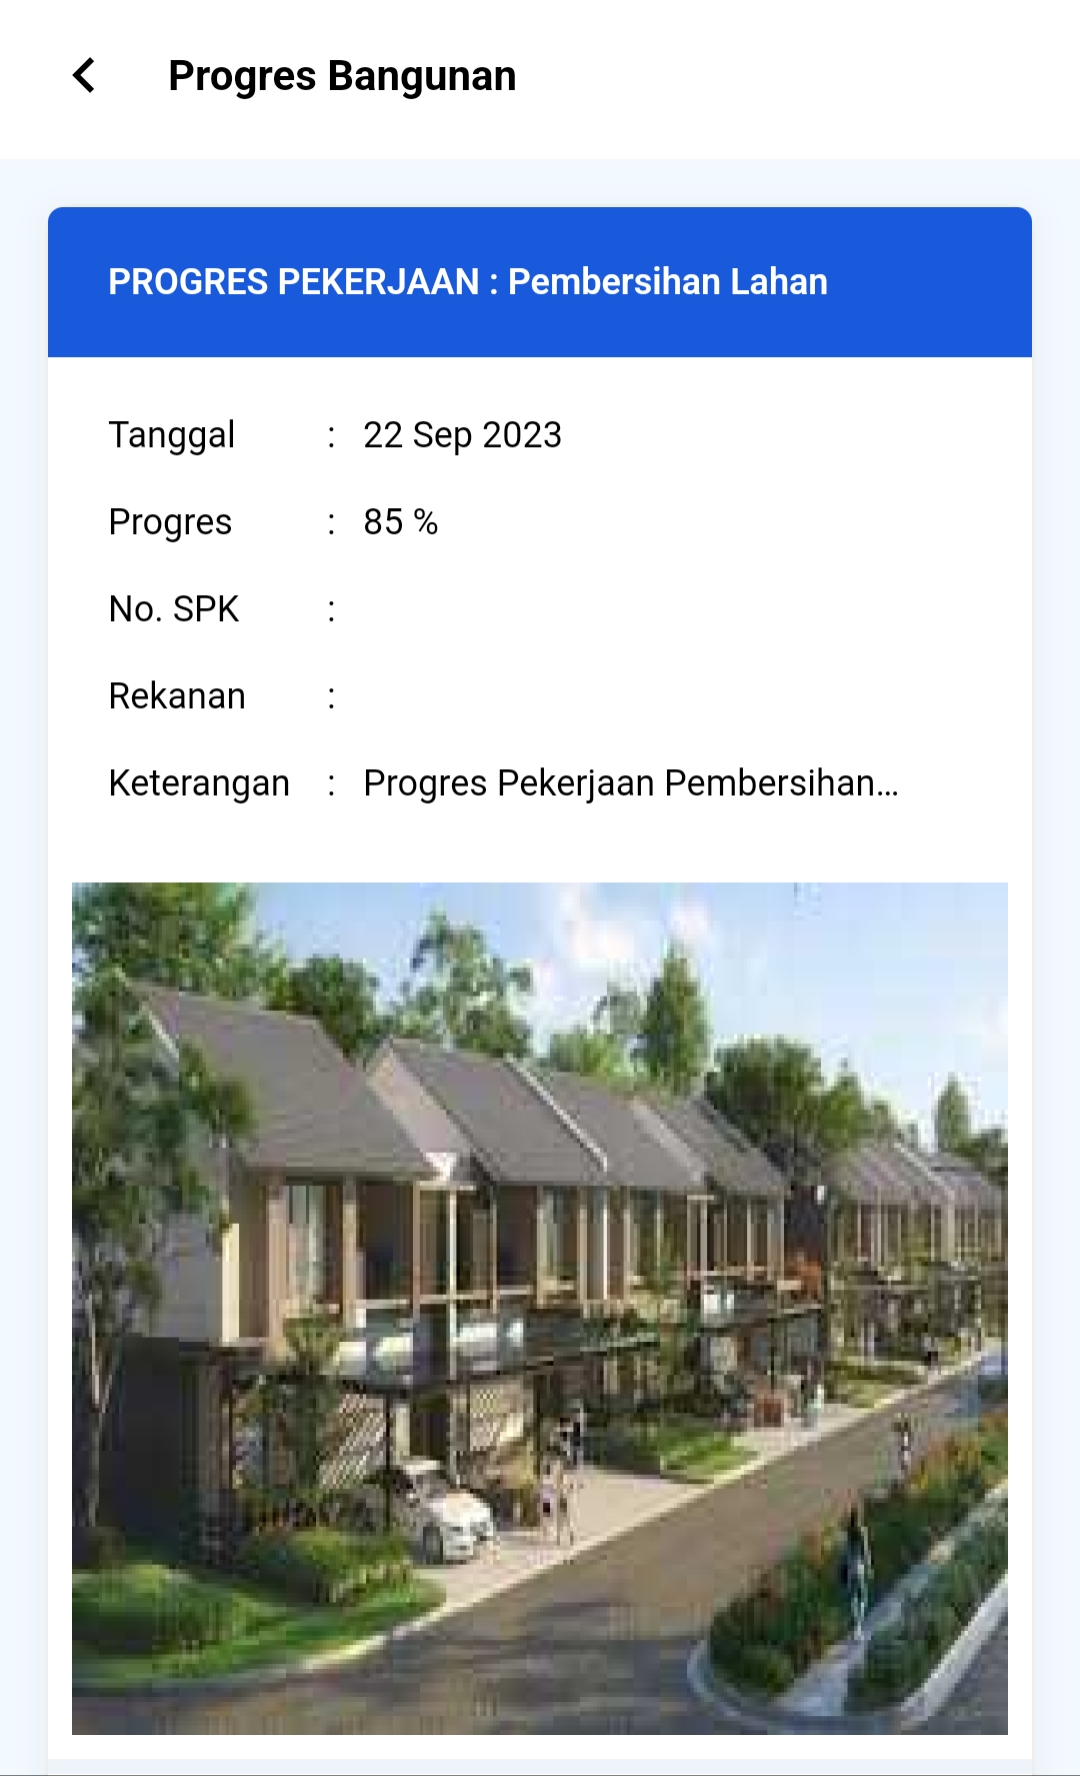 Progres Bangunan
PROGRES PEKERJAAN : Pembersihan Lahan
Tanggal : 22 Sep 2023
Progres : 85 %
No. SPK :
Rekanan :
Keterangan : Progres Pekerjaan Pembersihan...